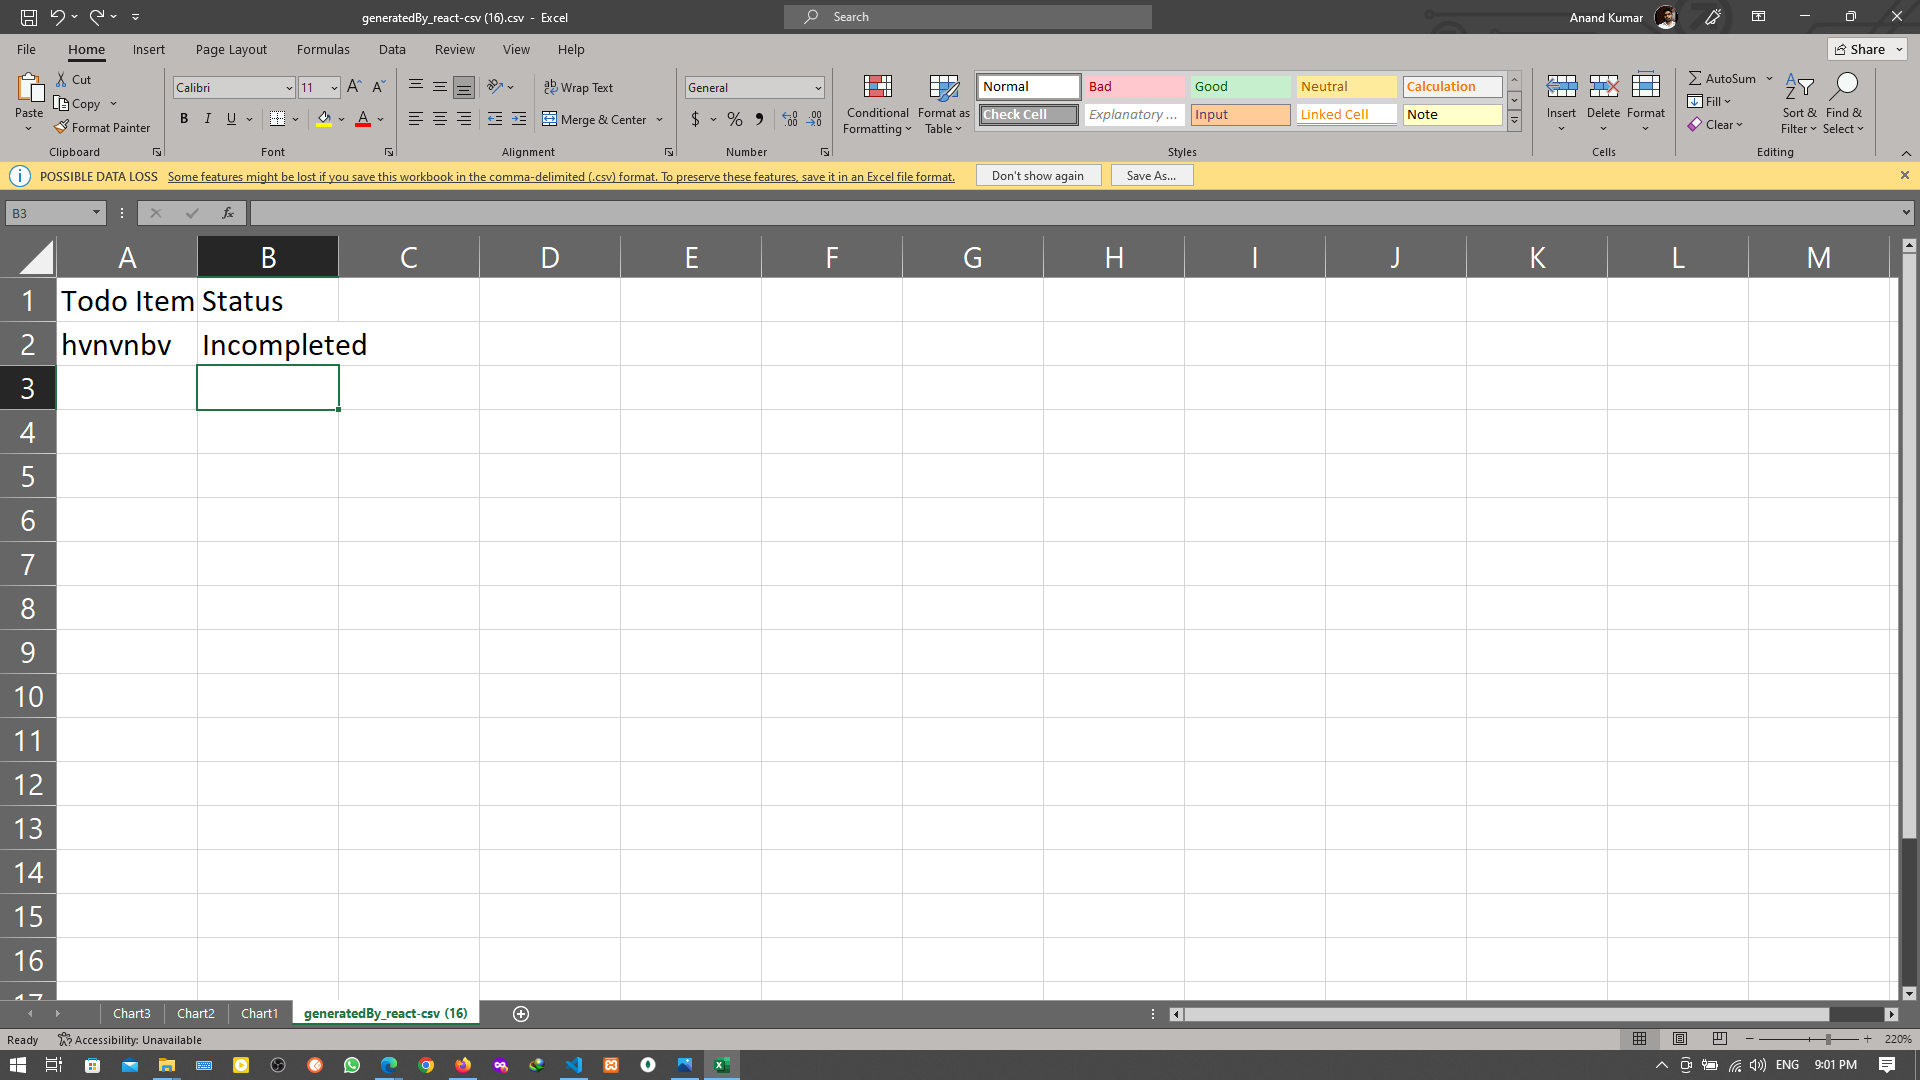 generatedBy_react-csv (16).csv - Excel
Search
Anand Kumar
File Home Insert Page Layout Formulas Data Review View Help
Share
Paste
Cut
Copy
Format Painter
Clipboard
Calibri 11
B I U
Font
Wrap Text
Merge & Center
Alignment
General
$ %
Number
Conditional Formatting
Format as Table
Normal Bad Good Neutral Calculation
Check Cell Explanatory ... Input Linked Cell Note
Styles
Insert Delete Format
Cells
AutoSum
Fill
Clear
Sort & Filter
Find & Select
Editing
POSSIBLE DATA LOSS Some features might be lost if you save this workbook in the comma-delimited (.csv) format. To preserve these features, save it in an Excel file format. Don't show again Save As...
B3 fx
A B C D E F G H I J K L M
1 Todo Item Status
2 hvnvnbv Incompleted
3
4
5
6
7
8
9
10
11
12
13
14
15
16
17
Chart3 Chart2 Chart1 generatedBy_react-csv (16)
Ready Accessibility: Unavailable 220%
ENG 9:01 PM